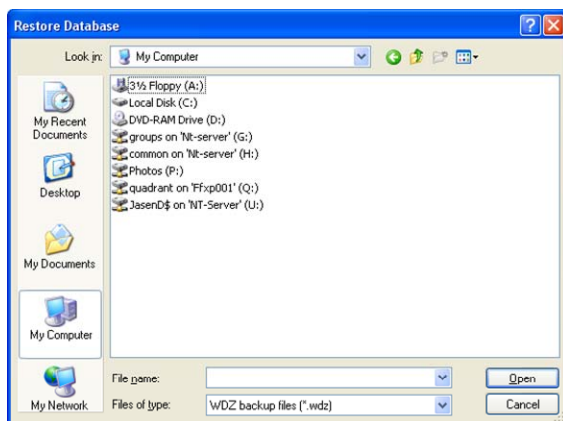 Restore Database
Look in:
My Computer
3½ Floppy (A:)
Local Disk (C:)
DVD-RAM Drive (D:)
groups on 'Nt-server' (G:)
common on 'Nt-server' (H:)
Photos (P:)
quadrant on 'Ffxp001' (Q:)
JasenD$ on 'NT-Server' (U:)
My Recent
Documents
Desktop
My Documents
My Computer
My Network
File name:
Open
Files of type:
WDZ backup files (*.wdz)
Cancel